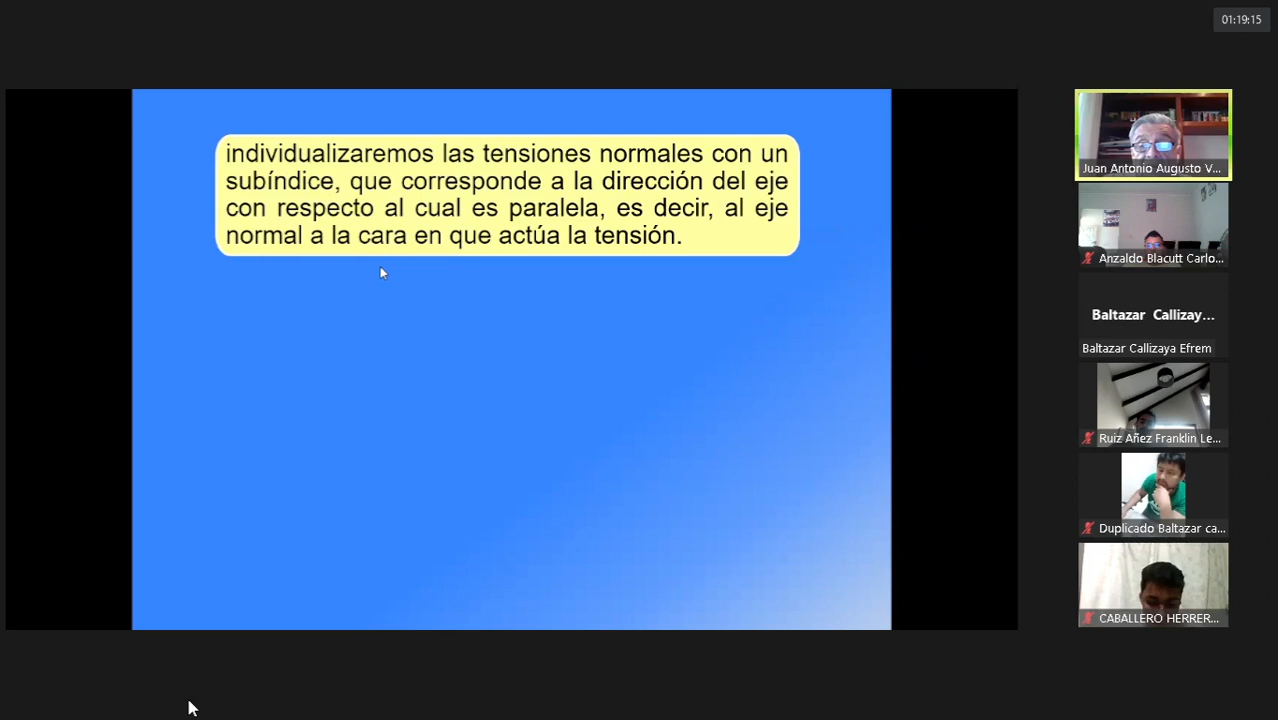 01:19:15
individualizaremos las tensiones normales con un
subíndice, que corresponde a la dirección del eje
con respecto al cual es paralela, es decir, al eje
normal a la cara en que actúa la tensión.
Juan Antonio Augusto V...
Anzaldo Blacutt Carlo...
Baltazar Callizay...
Baltazar Callizaya Efrem
Ruiz Añez Franklin Le...
Duplicado Baltazar ca...
CABALLERO HERRER...